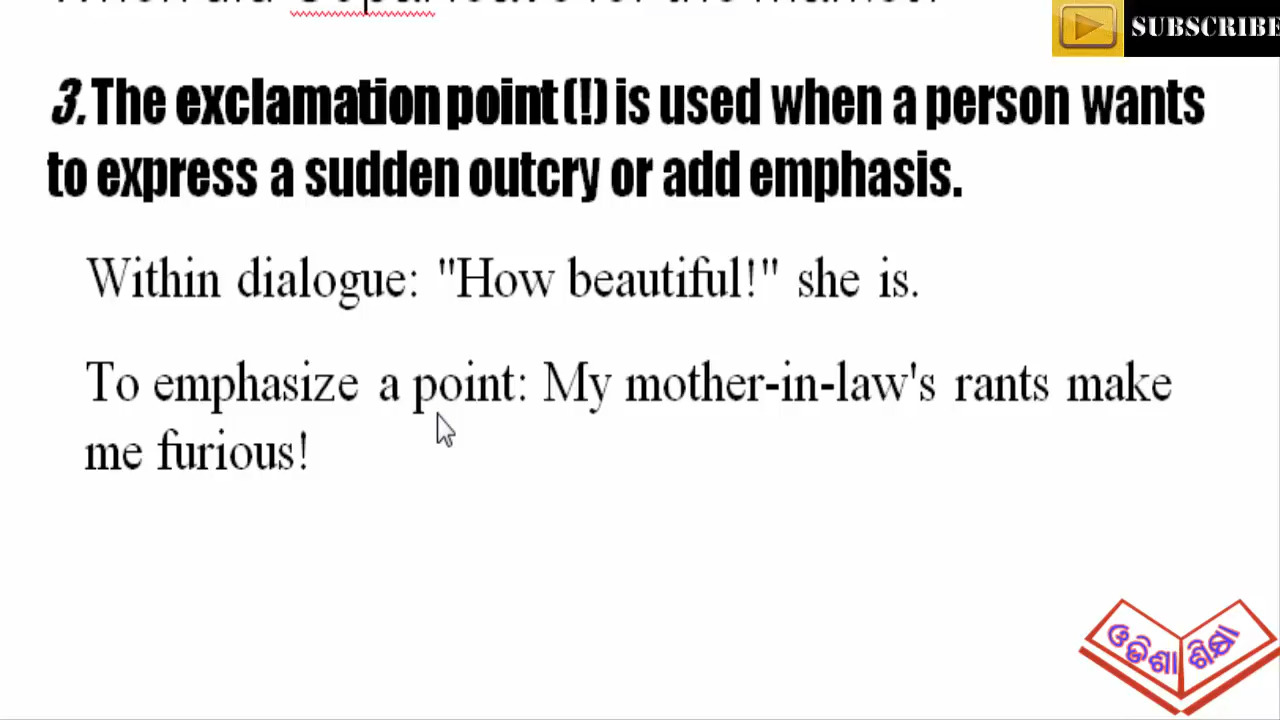 SUBSCRIBE
3. The exclamation point (!) is used when a person wants
to express a sudden outcry or add emphasis.
Within dialogue: "How beautiful!" she is.
To emphasize a point: My mother-in-law's rants make
me furious!
ଓଡିଶା ଶିକ୍ଷା